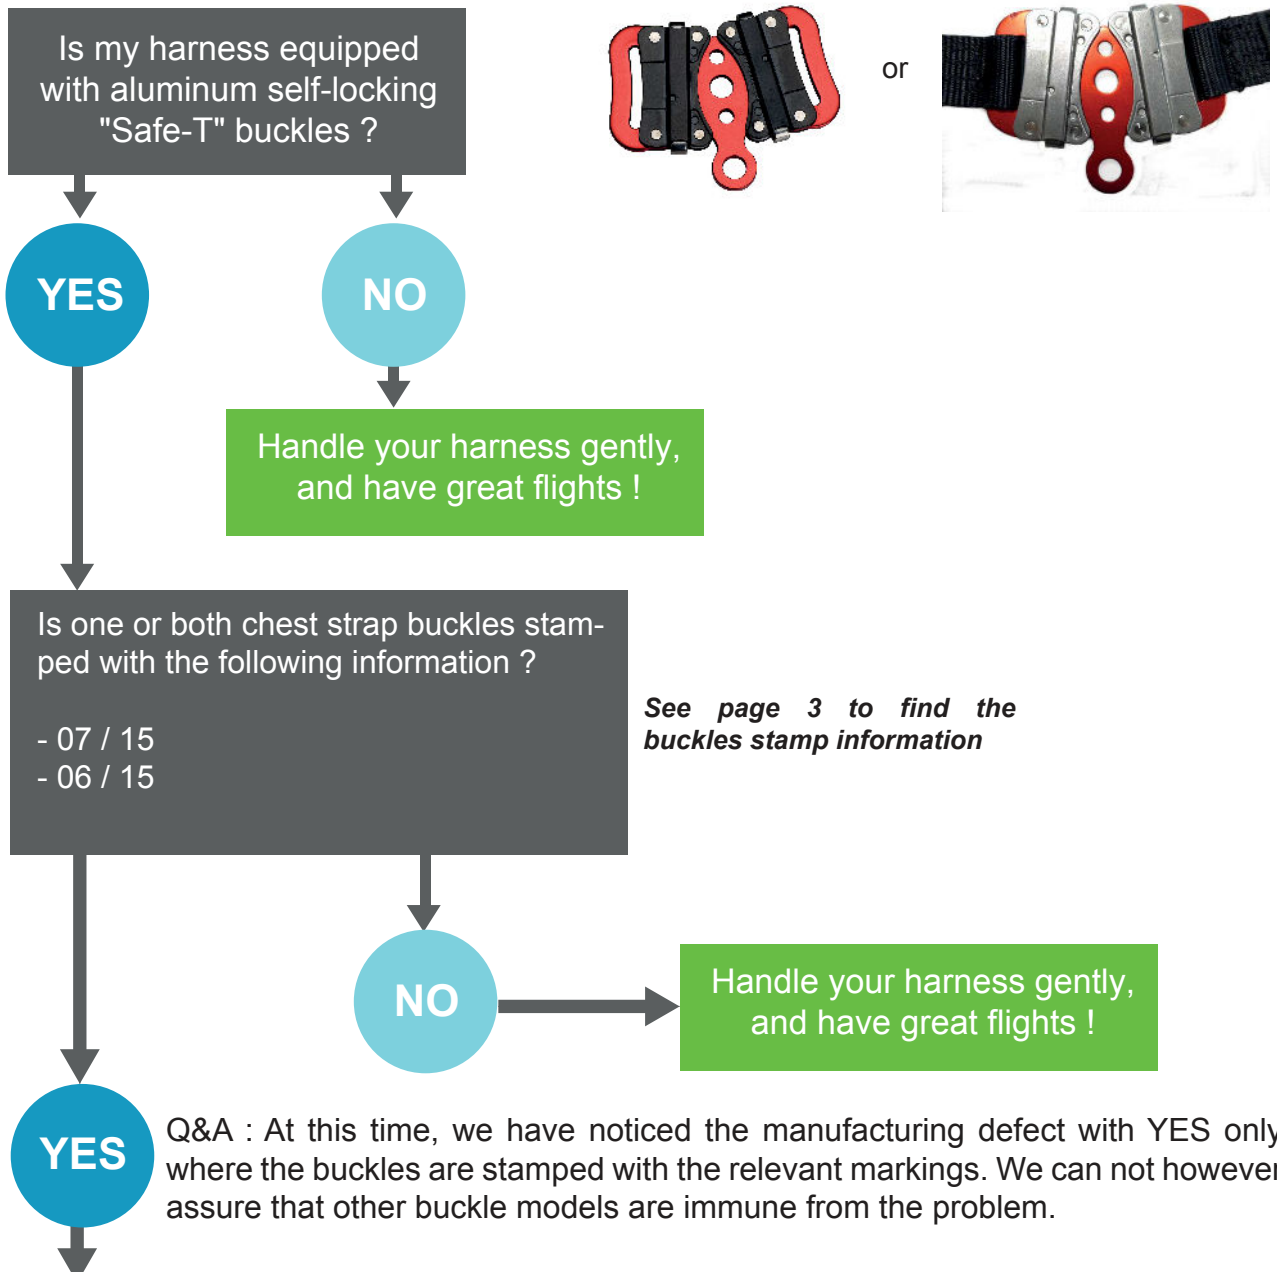 Is my harness equipped
with aluminum self-locking
"Safe-T" buckles ?
or
YES
NO
Handle your harness gently,
and have great flights !
Is one or both chest strap buckles stam-
ped with the following information ?
- 07 / 15
- 06 / 15
See page 3 to find the
buckles stamp information
NO
Handle your harness gently,
and have great flights !
YES
Q&A : At this time, we have noticed the manufacturing defect with YES only
where the buckles are stamped with the relevant markings. We can not however
assure that other buckle models are immune from the problem.